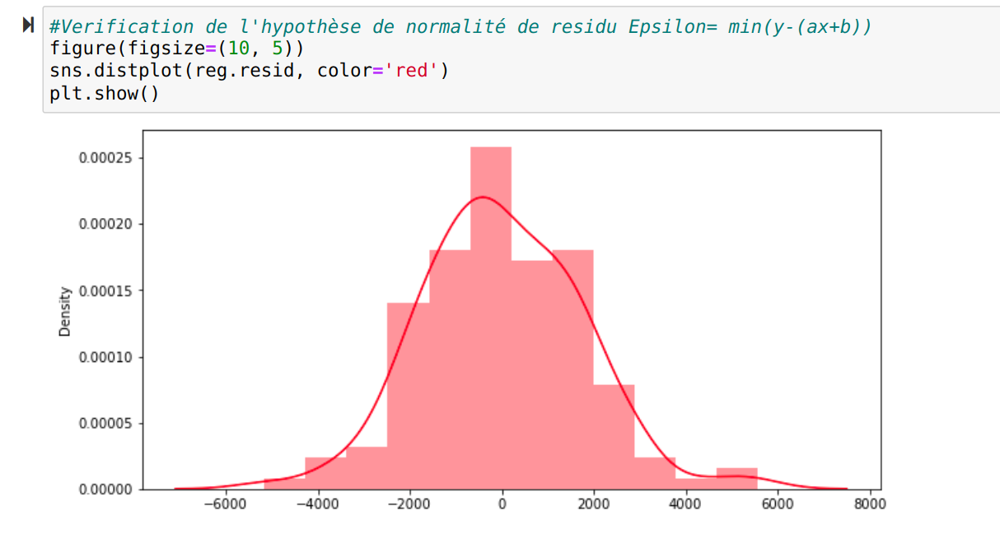 #Verification de l'hypothèse de normalité de residu Epsilon= min(y-(ax+b))
figure(figsize=(10, 5))
sns.distplot(reg.resid, color='red')
plt.show()
0.00025
0.00020
0.00015
0.00010
0.00005
0.00000
Density
−6000 −4000 −2000 0 2000 4000 6000 8000